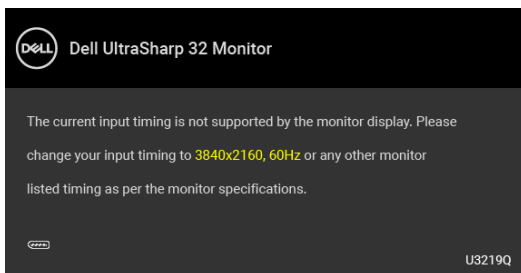 DELL
Dell UltraSharp 32 Monitor
The current input timing is not supported by the monitor display. Please
change your input timing to 3840x2160, 60Hz or any other monitor
listed timing as per the monitor specifications.
U3219Q